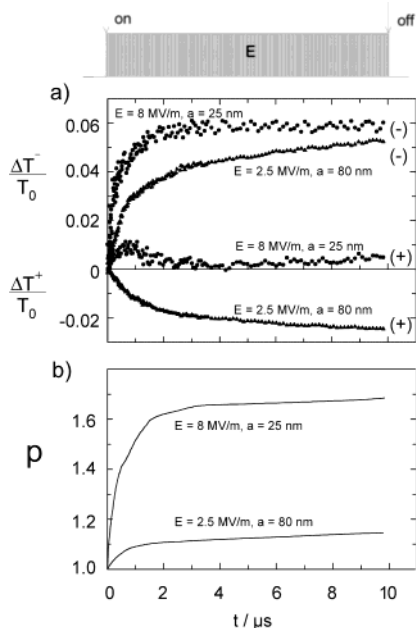 on
off
E
a)
E = 8 MV/m, a = 25 nm
0.06
(-)
ΔT⁻
T₀
(-)
0.04
E = 2.5 MV/m, a = 80 nm
0.02
E = 8 MV/m, a = 25 nm
(+)
0
ΔT⁺
T₀
E = 2.5 MV/m, a = 80 nm
-0.02
(+)
b)
1.6
E = 8 MV/m, a = 25 nm
p
1.4
1.2
E = 2.5 MV/m, a = 80 nm
1.0
0 2 4 6 8 10
t / µs